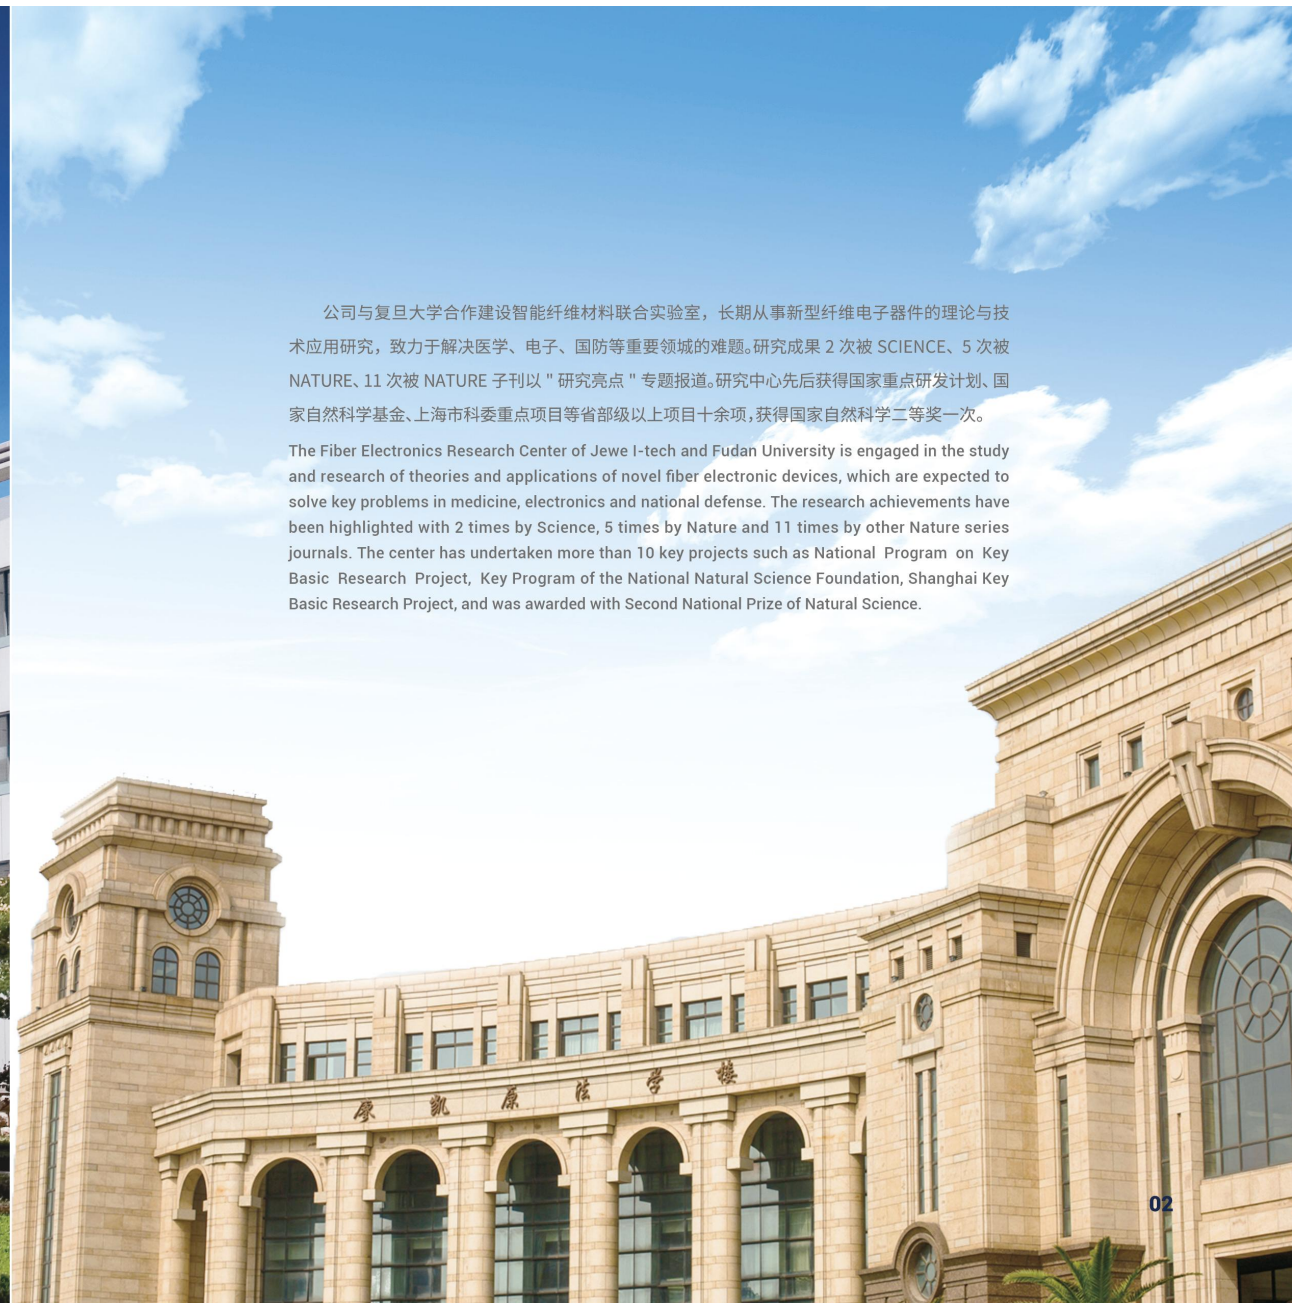 公司与复旦大学合作建设智能纤维材料联合实验室，长期从事新型纤维电子器件的理论与技
术应用研究，致力于解决医学、电子、国防等重要领城的难题。研究成果 2 次被 SCIENCE、5 次被
NATURE、11 次被 NATURE 子刊以 " 研究亮点 " 专题报道。研究中心先后获得国家重点研发计划、国
家自然科学基金、上海市科委重点项目等省部级以上项目十余项，获得国家自然科学二等奖一次。
The Fiber Electronics Research Center of Jewe I-tech and Fudan University is engaged in the study
and research of theories and applications of novel fiber electronic devices, which are expected to
solve key problems in medicine, electronics and national defense. The research achievements have
been highlighted with 2 times by Science, 5 times by Nature and 11 times by other Nature series
journals. The center has undertaken more than 10 key projects such as National Program on Key
Basic Research Project, Key Program of the National Natural Science Foundation, Shanghai Key
Basic Research Project, and was awarded with Second National Prize of Natural Science.
廖凯原法学楼
02